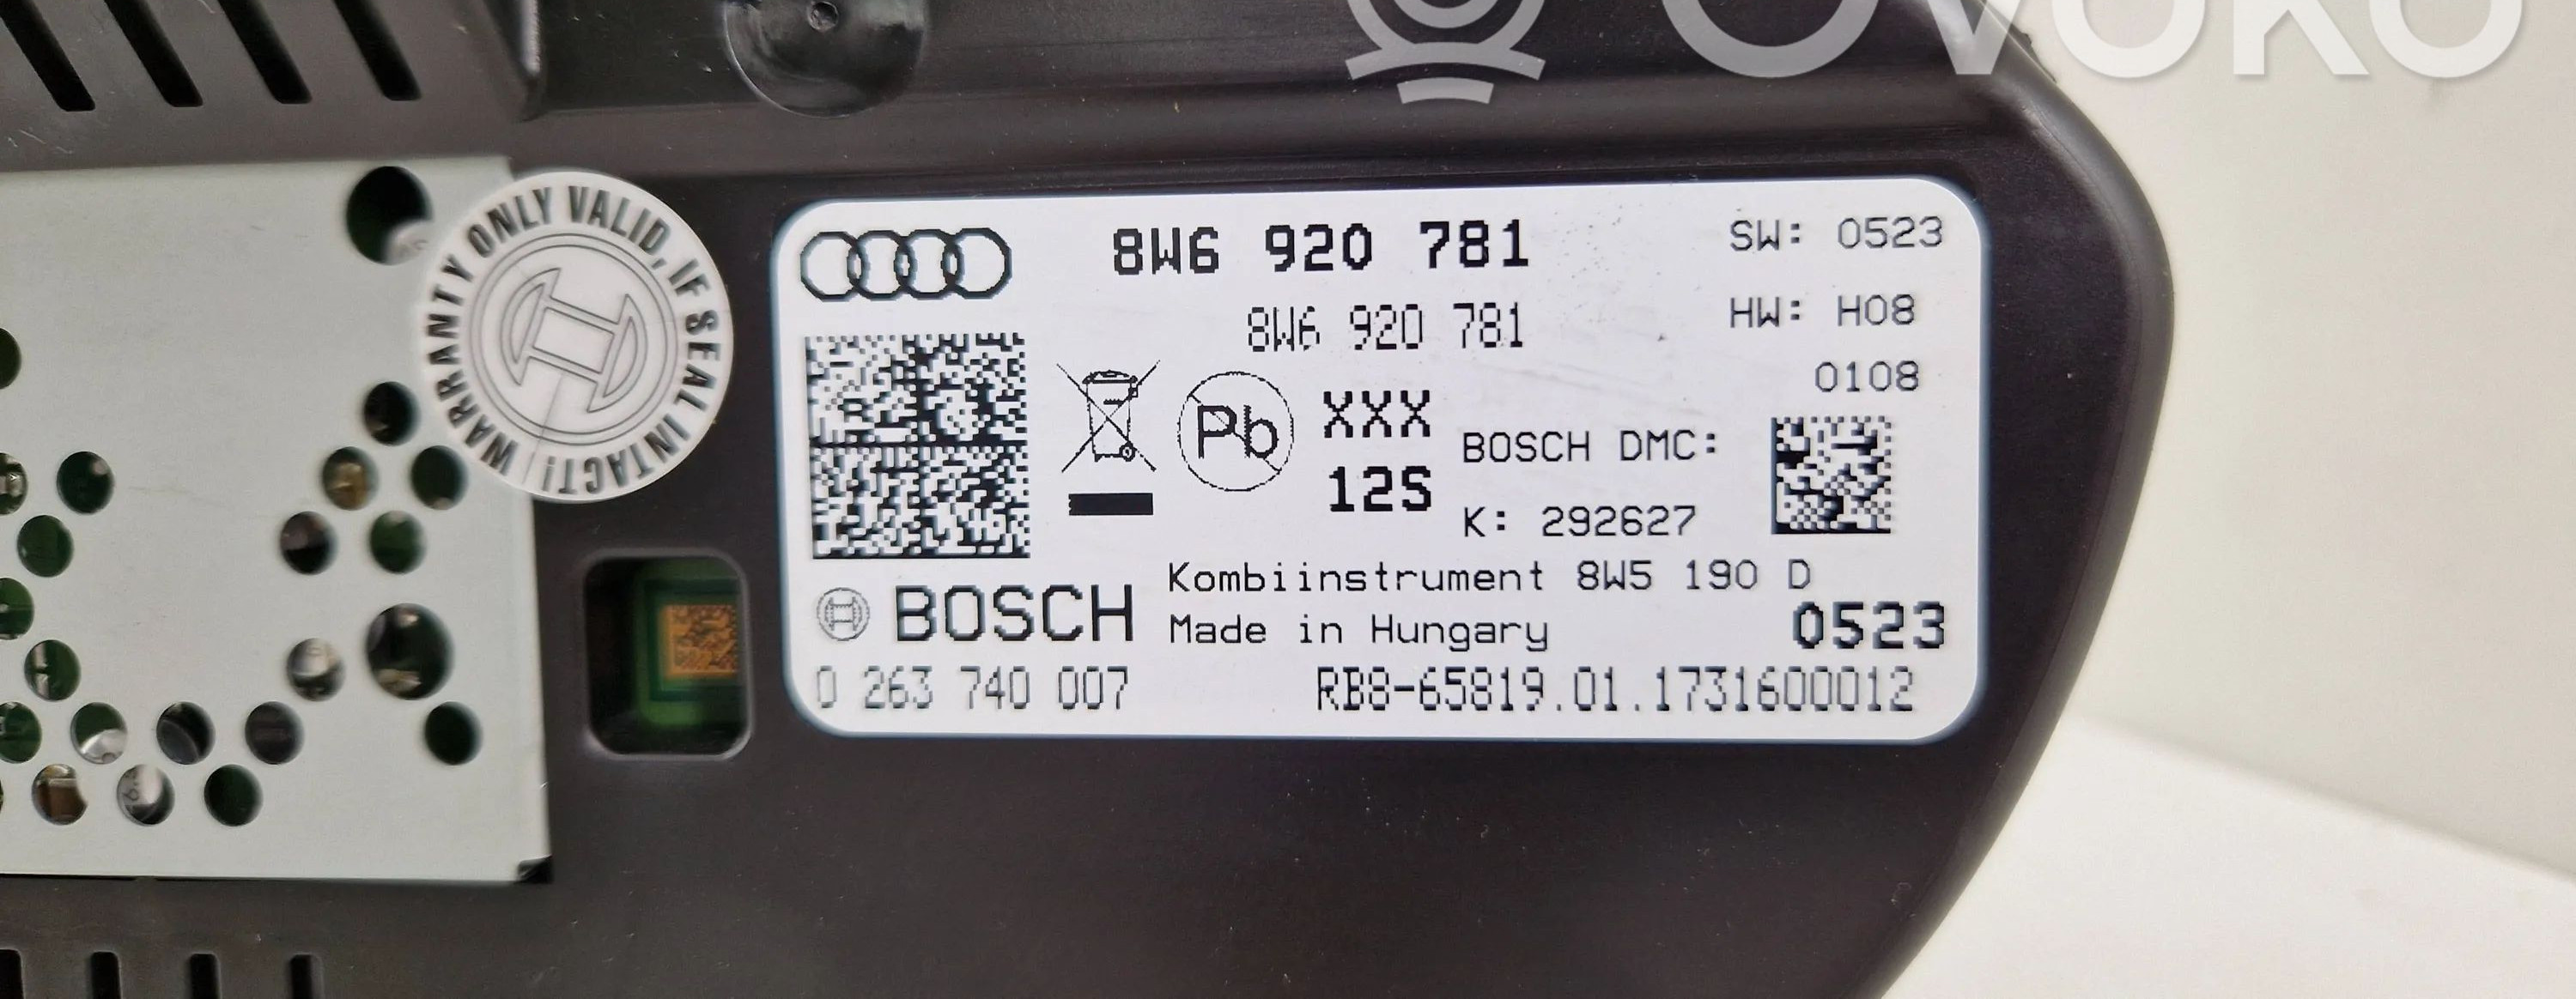 OVOKO
WARRANTY ONLY VALID, IF SEAL INTACT!
8W6 920 781
SW: 0523
8W6 920 781
HW: H08
0108
Pb
XXX
12S
BOSCH DMC:
K: 292627
Kombiinstrument 8W5 190 D
BOSCH
Made in Hungary
0523
0 263 740 007
RB8-65819.01.1731600012